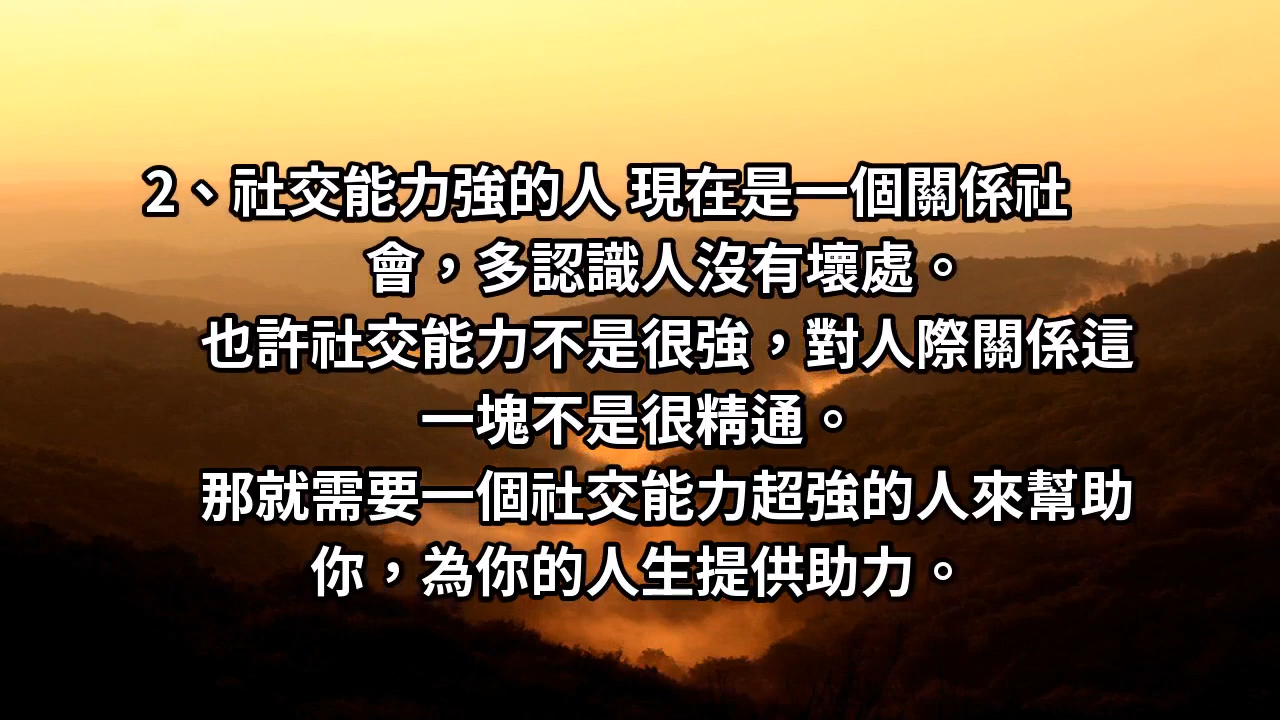 2、社交能力強的人 現在是一個關係社
會，多認識人沒有壞處。
也許社交能力不是很強，對人際關係這
一塊不是很精通。
那就需要一個社交能力超強的人來幫助
你，為你的人生提供助力。